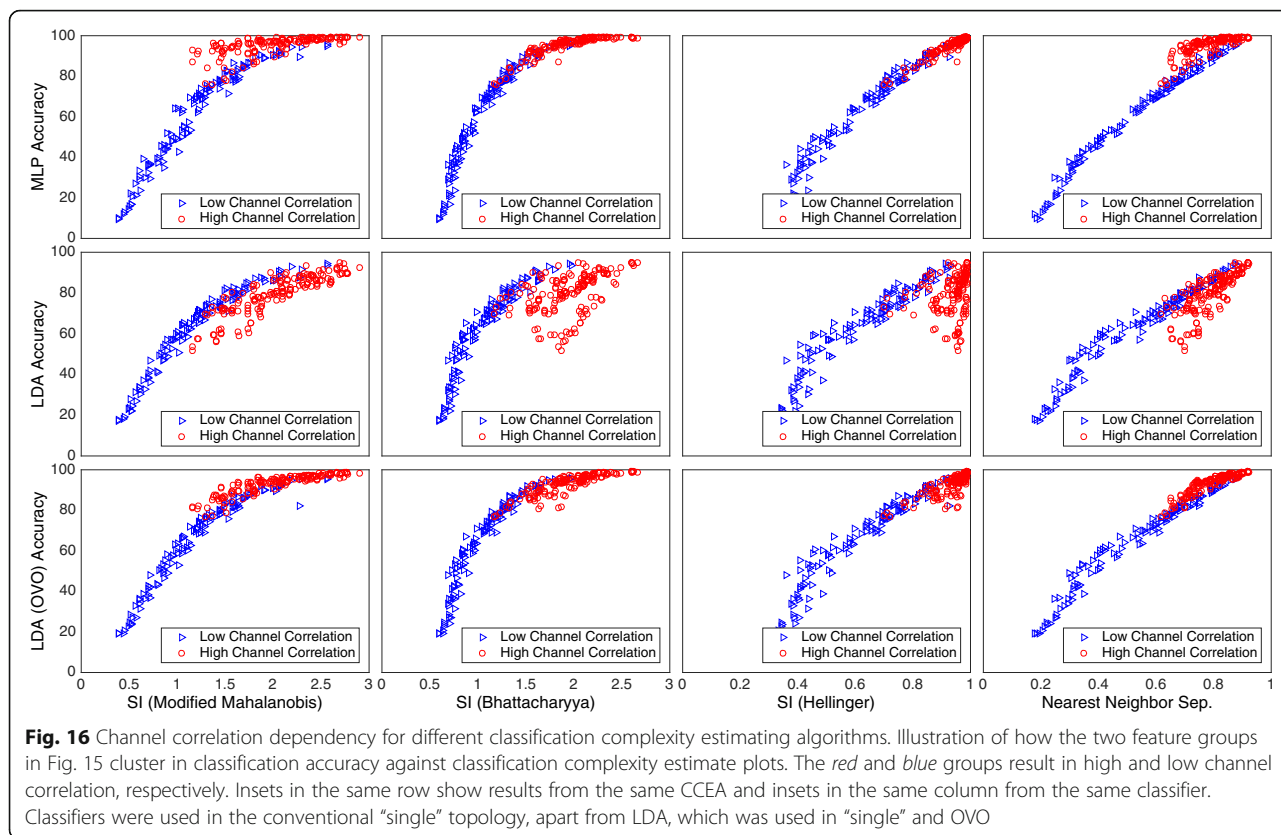 MLP Accuracy
100
80
60
40
20
0
Low Channel Correlation
High Channel Correlation
Low Channel Correlation
High Channel Correlation
Low Channel Correlation
High Channel Correlation
Low Channel Correlation
High Channel Correlation
LDA Accuracy
100
80
60
40
20
0
Low Channel Correlation
High Channel Correlation
Low Channel Correlation
High Channel Correlation
Low Channel Correlation
High Channel Correlation
Low Channel Correlation
High Channel Correlation
LDA (OVO) Accuracy
100
80
60
40
20
0
Low Channel Correlation
High Channel Correlation
Low Channel Correlation
High Channel Correlation
Low Channel Correlation
High Channel Correlation
Low Channel Correlation
High Channel Correlation
0 0.5 1 1.5 2 2.5 3
0.5 1 1.5 2 2.5 3
0 0.2 0.4 0.6 0.8 1
0.2 0.4 0.6 0.8 1
SI (Modified Mahalanobis)
SI (Bhattacharyya)
SI (Hellinger)
Nearest Neighbor Sep.
Fig. 16 Channel correlation dependency for different classification complexity estimating algorithms. Illustration of how the two feature groups
in Fig. 15 cluster in classification accuracy against classification complexity estimate plots. The red and blue groups result in high and low channel
correlation, respectively. Insets in the same row show results from the same CCEA and insets in the same column from the same classifier.
Classifiers were used in the conventional “single” topology, apart from LDA, which was used in “single” and OVO